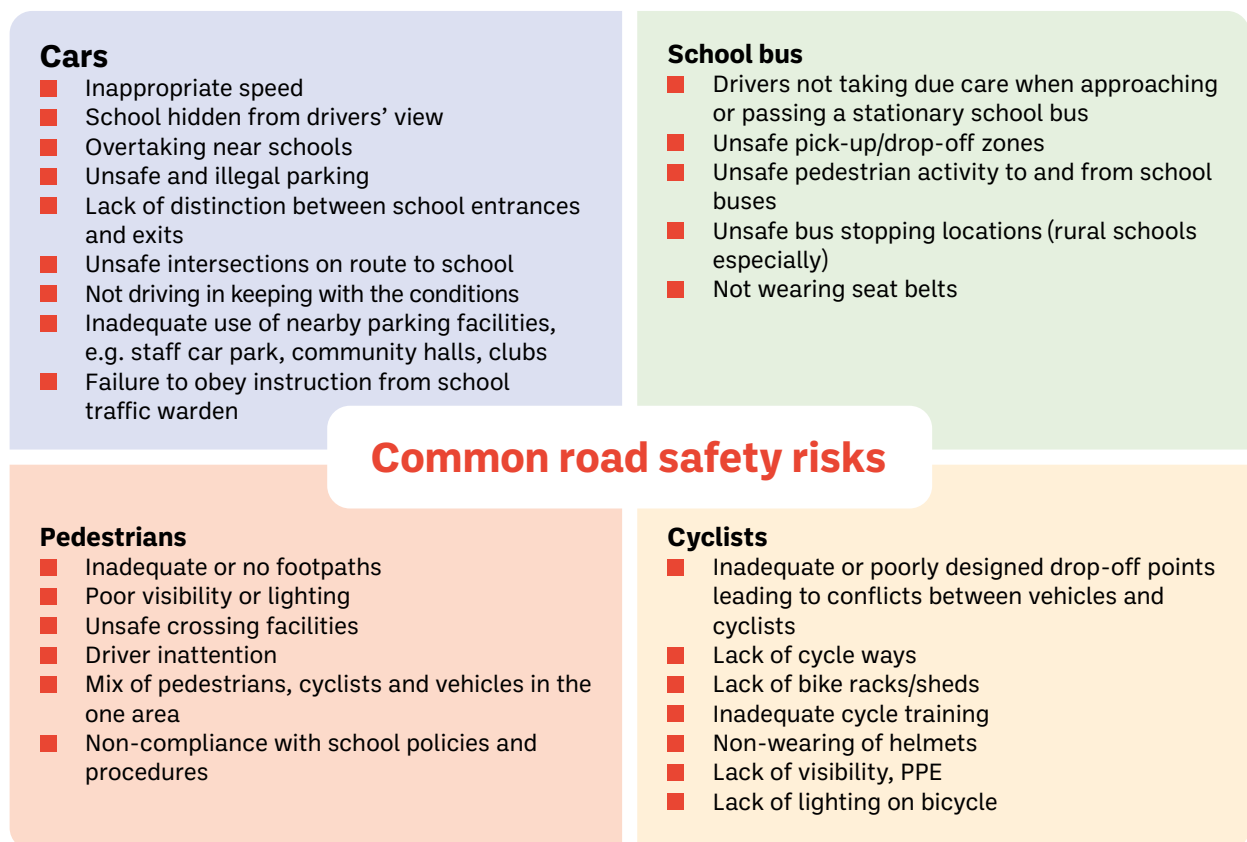 Cars
Inappropriate speed
School hidden from drivers’ view
Overtaking near schools
Unsafe and illegal parking
Lack of distinction between school entrances
and exits
Unsafe intersections on route to school
Not driving in keeping with the conditions
Inadequate use of nearby parking facilities,
e.g. staff car park, community halls, clubs
Failure to obey instruction from school
traffic warden
School bus
Drivers not taking due care when approaching
or passing a stationary school bus
Unsafe pick-up/drop-off zones
Unsafe pedestrian activity to and from school
buses
Unsafe bus stopping locations (rural schools
especially)
Not wearing seat belts
Common road safety risks
Pedestrians
Inadequate or no footpaths
Poor visibility or lighting
Unsafe crossing facilities
Driver inattention
Mix of pedestrians, cyclists and vehicles in the
one area
Non-compliance with school policies and
procedures
Cyclists
Inadequate or poorly designed drop-off points
leading to conflicts between vehicles and
cyclists
Lack of cycle ways
Lack of bike racks/sheds
Inadequate cycle training
Non-wearing of helmets
Lack of visibility, PPE
Lack of lighting on bicycle